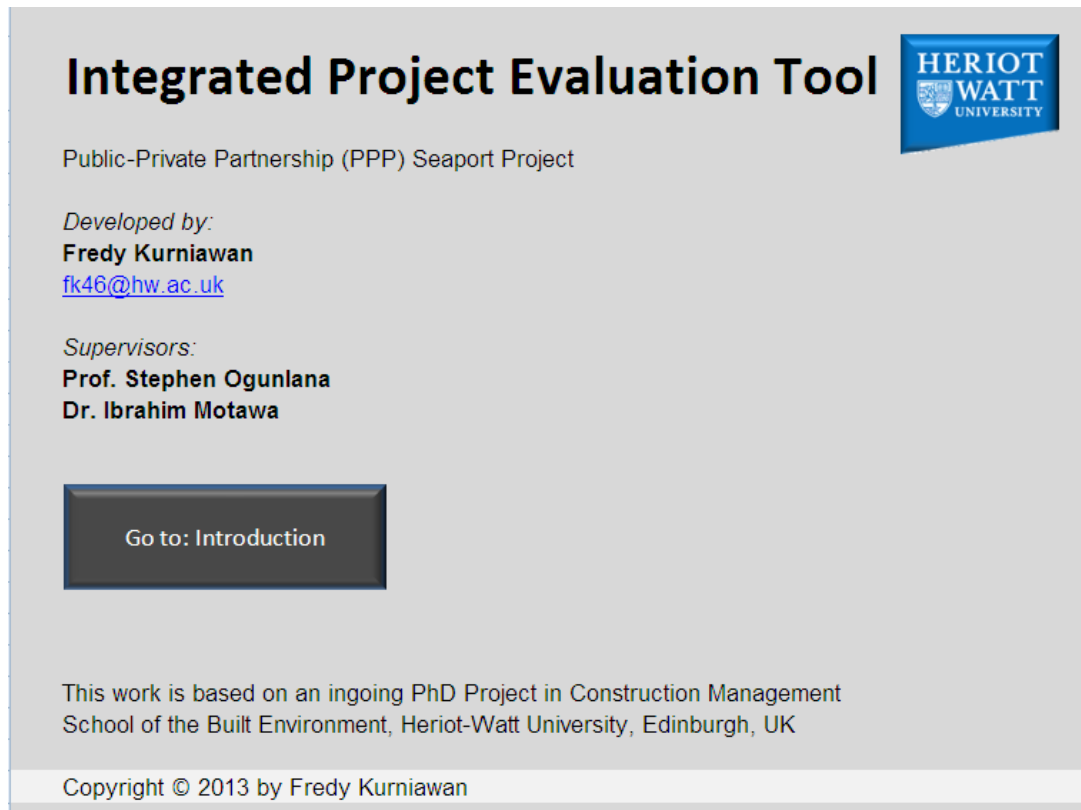 Integrated Project Evaluation Tool
HERIOT
WATT
UNIVERSITY
Public-Private Partnership (PPP) Seaport Project
Developed by:
Fredy Kurniawan
fk46@hw.ac.uk
Supervisors:
Prof. Stephen Ogunlana
Dr. Ibrahim Motawa
Go to: Introduction
This work is based on an ingoing PhD Project in Construction Management
School of the Built Environment, Heriot-Watt University, Edinburgh, UK
Copyright © 2013 by Fredy Kurniawan